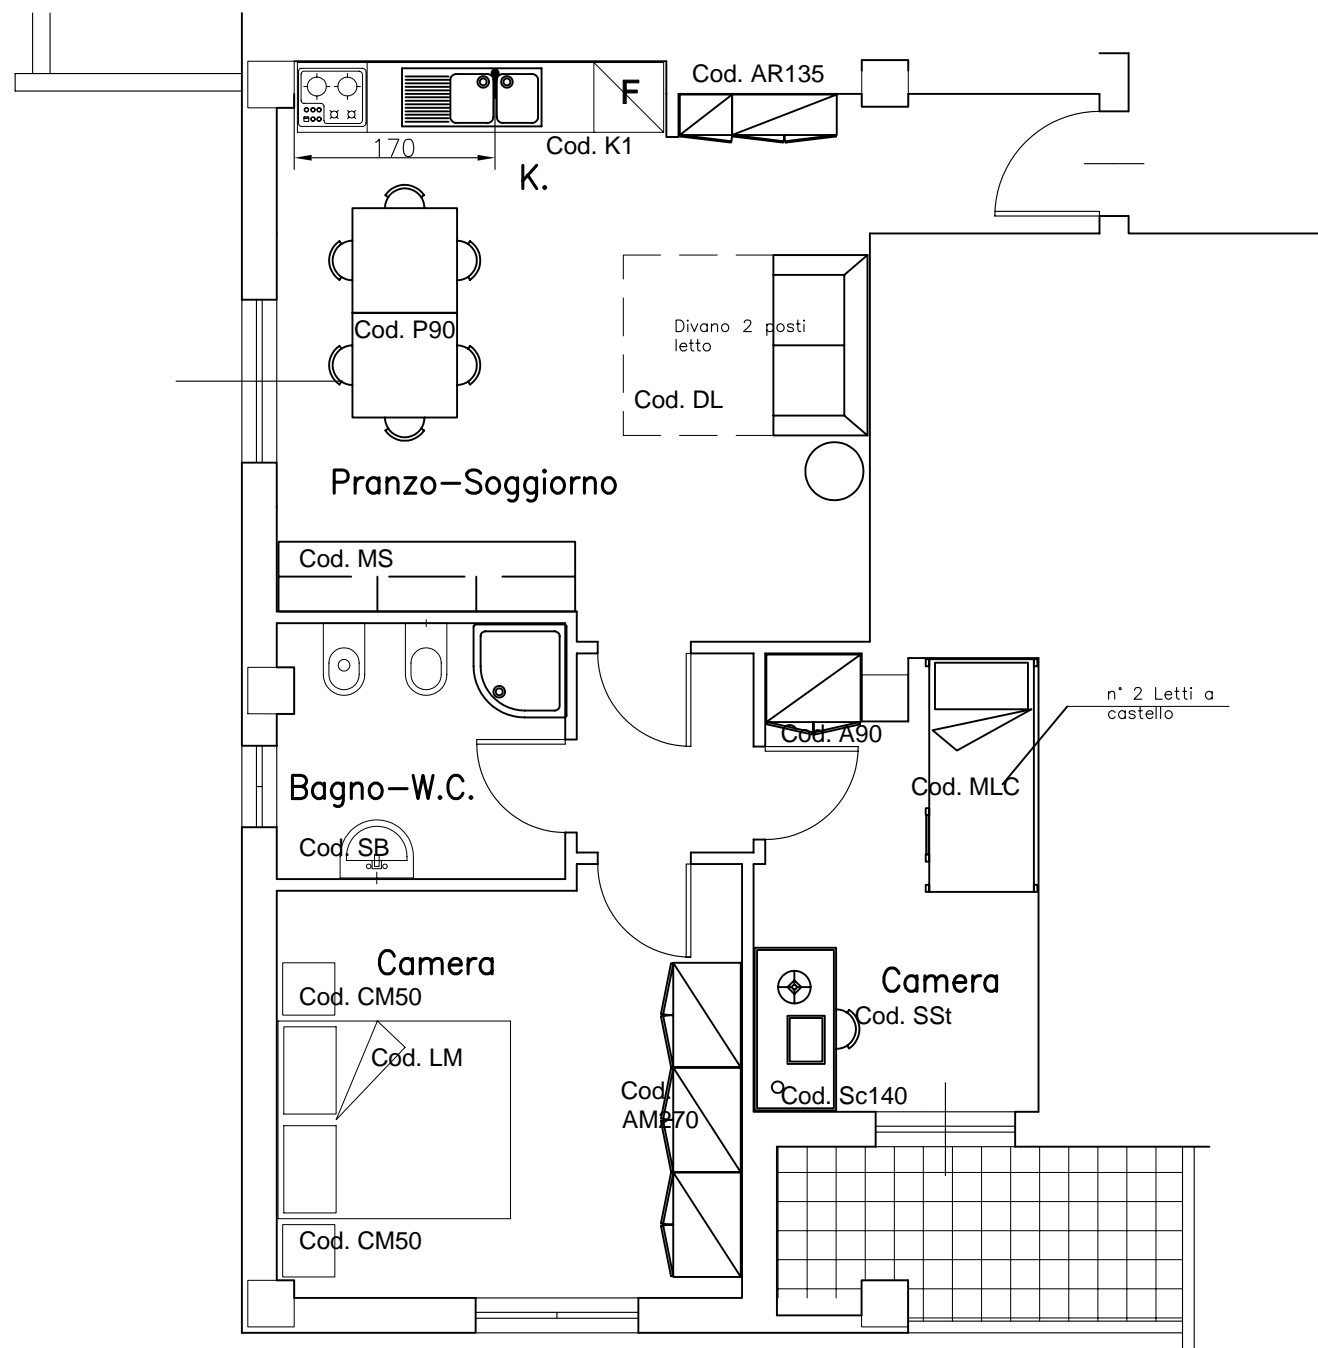 Cod. AR135
F
Cod. K1
170
K.
Cod. P90
Divano 2 posti
letto
Cod. DL
Pranzo-Soggiorno
Cod. MS
n° 2 Letti a
castello
Cod. A90
Cod. MLC
Bagno-W.C.
Cod. SB
Camera
Cod. CM50
Cod. LM
Cod.
AM270
Cod. CM50
Camera
Cod. SSt
Cod. Sc140